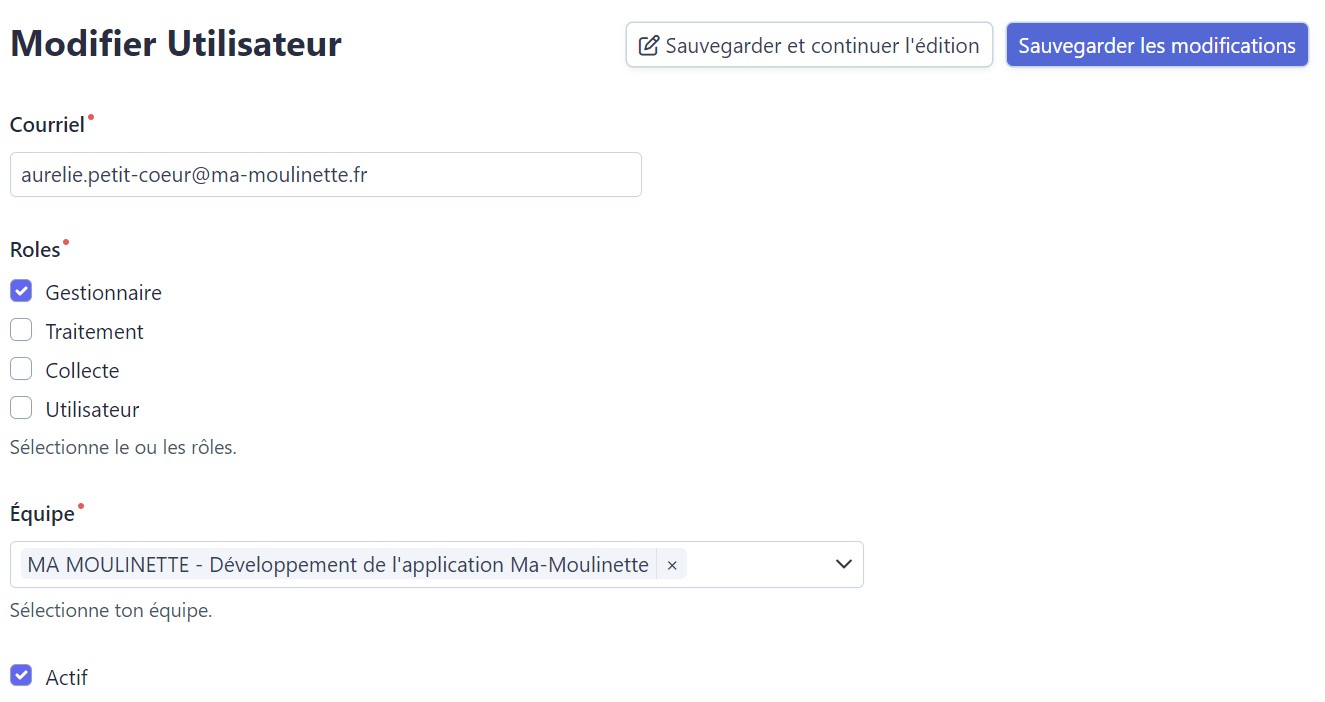 Modifier Utilisateur
Sauvegarder et continuer l'édition
Sauvegarder les modifications
Courriel
aurelie.petit-coeur@ma-moulinette.fr
Roles
Gestionnaire
Traitement
Collecte
Utilisateur
Sélectionne le ou les rôles.
Équipe
MA MOULINETTE - Développement de l'application Ma-Moulinette ×
Sélectionne ton équipe.
Actif